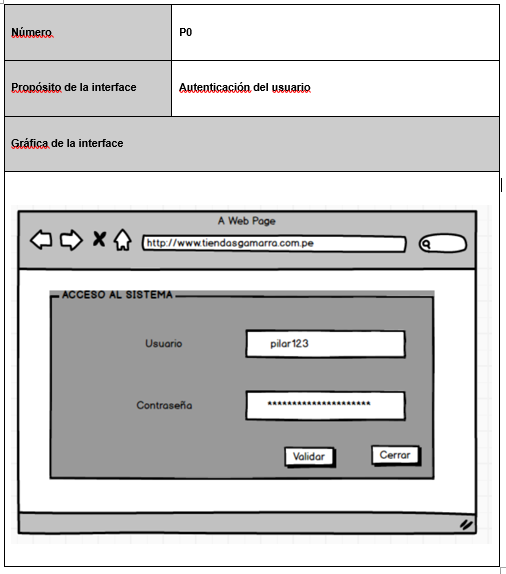 Número
P0
Propósito de la interface
Autenticación del usuario
Gráfica de la interface
A Web Page
http://www.tiendasgamarra.com.pe
ACCESO AL SISTEMA
Usuario
pilar123
Contraseña
*********************
Validar
Cerrar